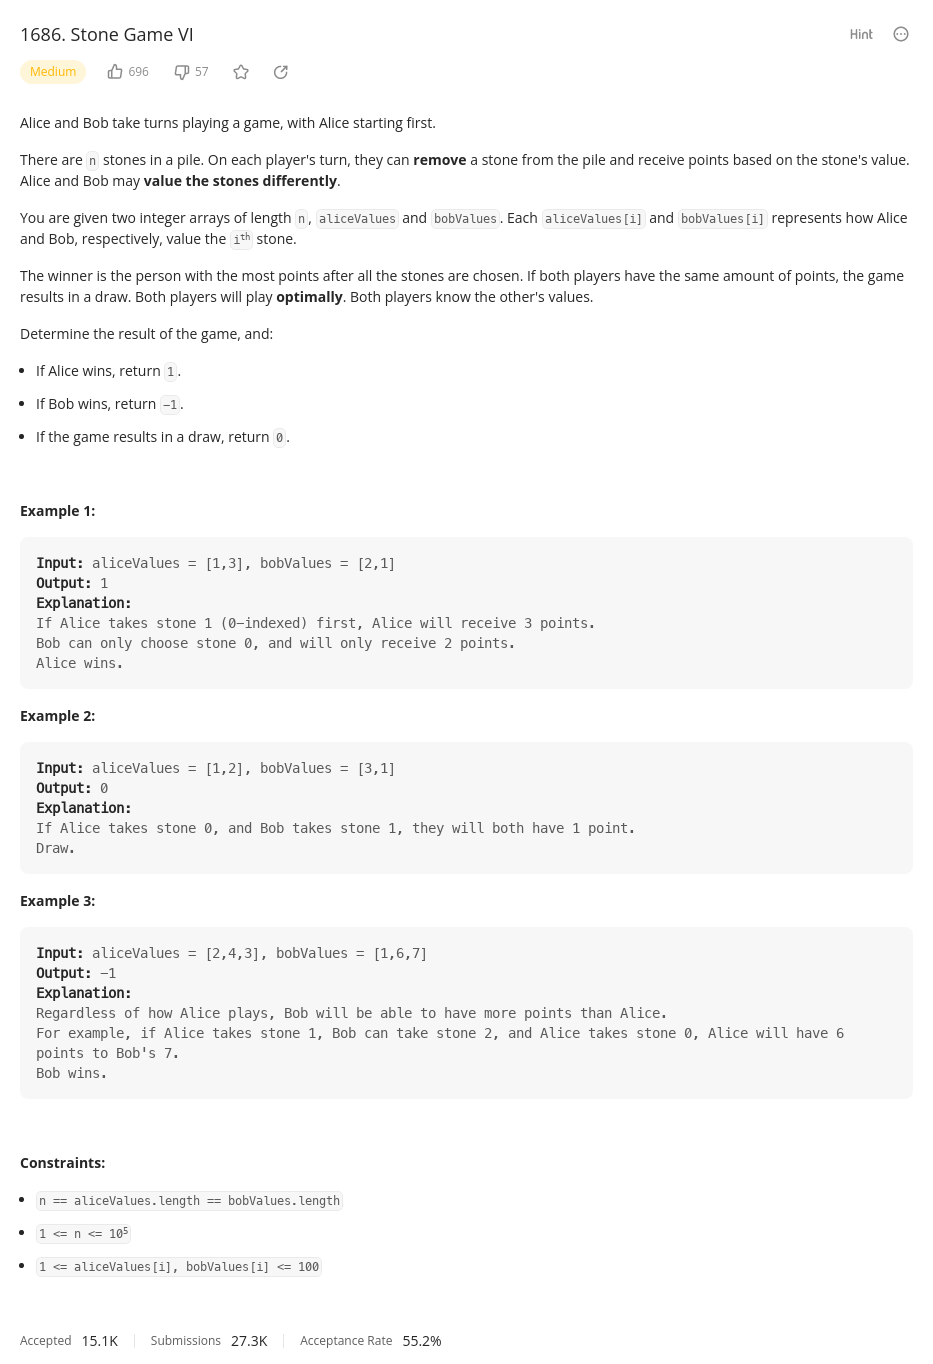 1686. Stone Game VI
Hint
Medium 696 57
Alice and Bob take turns playing a game, with Alice starting first.
There are n stones in a pile. On each player's turn, they can remove a stone from the pile and receive points based on the stone's value.
Alice and Bob may value the stones differently.
You are given two integer arrays of length n, aliceValues and bobValues. Each aliceValues[i] and bobValues[i] represents how Alice
and Bob, respectively, value the ith stone.
The winner is the person with the most points after all the stones are chosen. If both players have the same amount of points, the game
results in a draw. Both players will play optimally. Both players know the other's values.
Determine the result of the game, and:
• If Alice wins, return 1.
• If Bob wins, return -1.
• If the game results in a draw, return 0.
Example 1:
Input: aliceValues = [1,3], bobValues = [2,1]
Output: 1
Explanation:
If Alice takes stone 1 (0-indexed) first, Alice will receive 3 points.
Bob can only choose stone 0, and will only receive 2 points.
Alice wins.
Example 2:
Input: aliceValues = [1,2], bobValues = [3,1]
Output: 0
Explanation:
If Alice takes stone 0, and Bob takes stone 1, they will both have 1 point.
Draw.
Example 3:
Input: aliceValues = [2,4,3], bobValues = [1,6,7]
Output: -1
Explanation:
Regardless of how Alice plays, Bob will be able to have more points than Alice.
For example, if Alice takes stone 1, Bob can take stone 2, and Alice takes stone 0, Alice will have 6
points to Bob's 7.
Bob wins.
Constraints:
• n == aliceValues.length == bobValues.length
• 1 <= n <= 10⁵
• 1 <= aliceValues[i], bobValues[i] <= 100
Accepted 15.1K Submissions 27.3K Acceptance Rate 55.2%